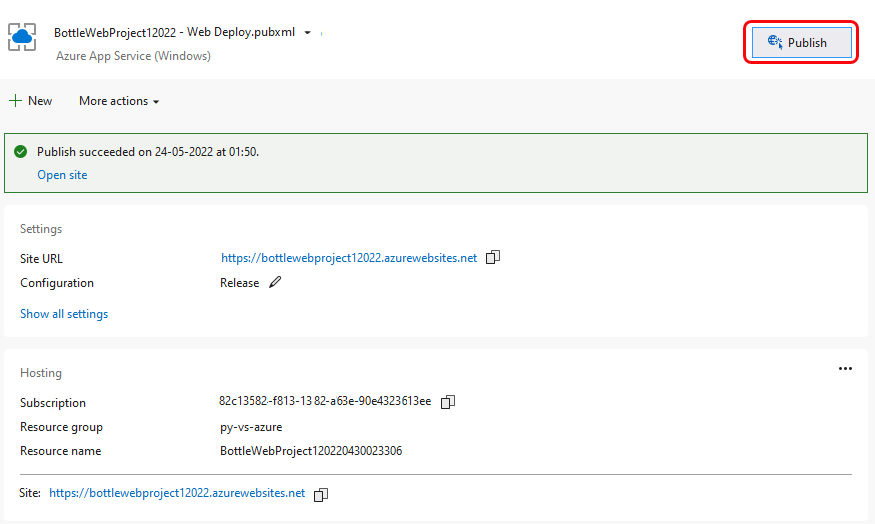 BottleWebProject12022 - Web Deploy.pubxml
Azure App Service (Windows)
Publish
New
More actions
Publish succeeded on 24-05-2022 at 01:50.
Open site
Settings
Site URL https://bottlewebproject12022.azurewebsites.net
Configuration Release
Show all settings
Hosting
Subscription 82c13582-f813-1382-a63e-90e4323613ee
Resource group py-vs-azure
Resource name BottleWebProject120220430023306
Site: https://bottlewebproject12022.azurewebsites.net